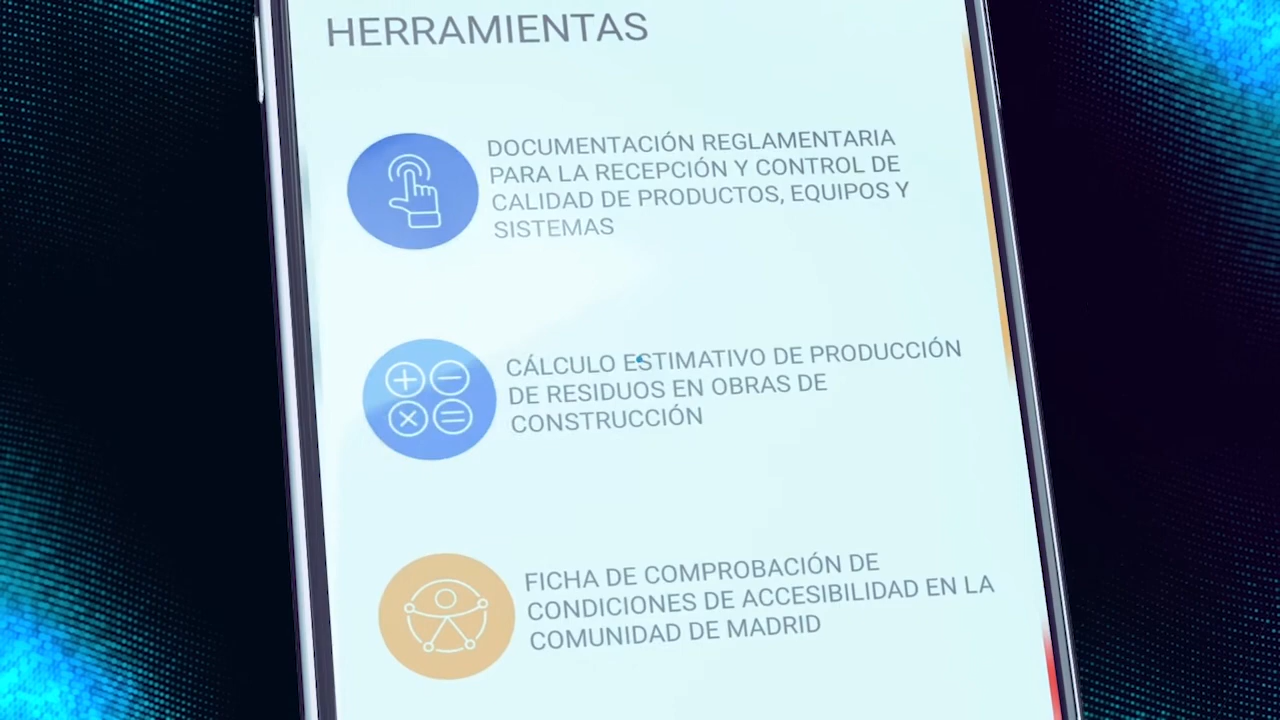 HERRAMIENTAS
DOCUMENTACIÓN REGLAMENTARIA
PARA LA RECEPCIÓN Y CONTROL DE
CALIDAD DE PRODUCTOS, EQUIPOS Y
SISTEMAS
CÁLCULO ESTIMATIVO DE PRODUCCIÓN
DE RESIDUOS EN OBRAS DE
CONSTRUCCIÓN
FICHA DE COMPROBACIÓN DE
CONDICIONES DE ACCESIBILIDAD EN LA
COMUNIDAD DE MADRID